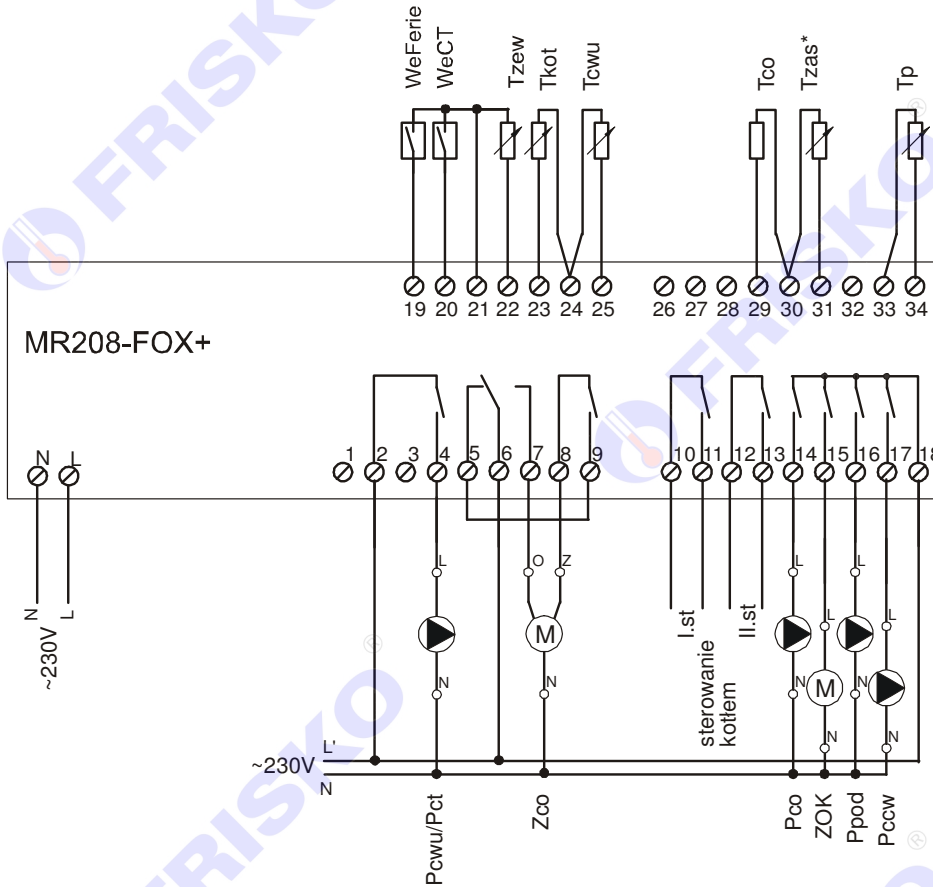 FRISKO
WeFerie
WeCT
Tzew
Tkot
Tcwu
Tco
Tzas*
Tp
®
FRISKO
19 20 21 22 23 24 25 26 27 28 29 30 31 32 33 34
MR208-FOX+
FRISKO
N L
1 2 3 4 5 6 7 8 9 10 11 12 13 14 15 16 17 18
N
L
~230V
L
O
Z
L
L
L
L
M
I.st
II.st
sterowanie
kotłem
N
N
N
M
N
N
N
®
L'
~230V
N
FRISKO
Pcwu/Pct
Zco
Pco
ZOK
Ppod
Pccw
®